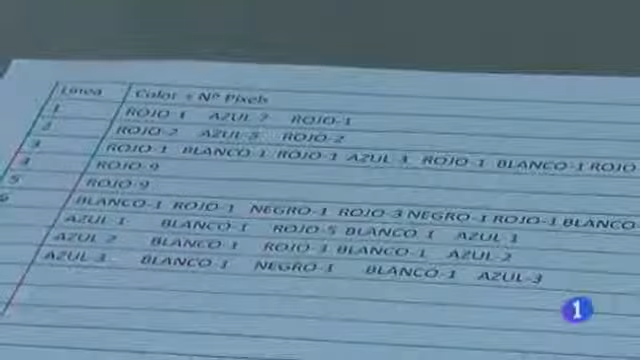 Línea Color + Nº Pixels
1 ROJO-1 AZUL-7 ROJO-1
2 ROJO-2 AZUL-5 ROJO-2
3 ROJO-1 BLANCO-1 ROJO-1 AZUL-3 ROJO-1 BLANCO-1 ROJO
4 ROJO-9
5 ROJO-9
6 BLANCO-1 ROJO-1 NEGRO-1 ROJO-3 NEGRO-1 ROJO-1 BLANCO
AZUL-1 BLANCO-1 ROJO-5 BLANCO-1 AZUL-1
AZUL-2 BLANCO-1 ROJO-3 BLANCO-1 AZUL-2
AZUL-3 BLANCO-1 NEGRO-1 BLANCO-1 AZUL-3
1